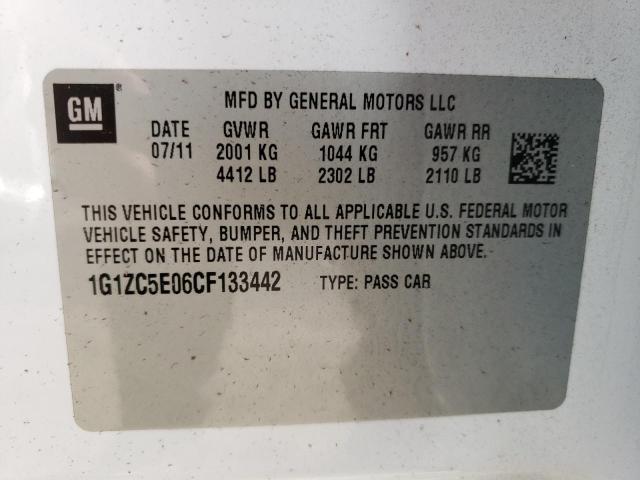 GM
MFD BY GENERAL MOTORS LLC
DATE GVWR GAWR FRT GAWR RR
07/11 2001 KG 1044 KG 957 KG
4412 LB 2302 LB 2110 LB
THIS VEHICLE CONFORMS TO ALL APPLICABLE U.S. FEDERAL MOTOR
VEHICLE SAFETY, BUMPER, AND THEFT PREVENTION STANDARDS IN
EFFECT ON THE DATE OF MANUFACTURE SHOWN ABOVE.
1G1ZC5E06CF133442 TYPE: PASS CAR